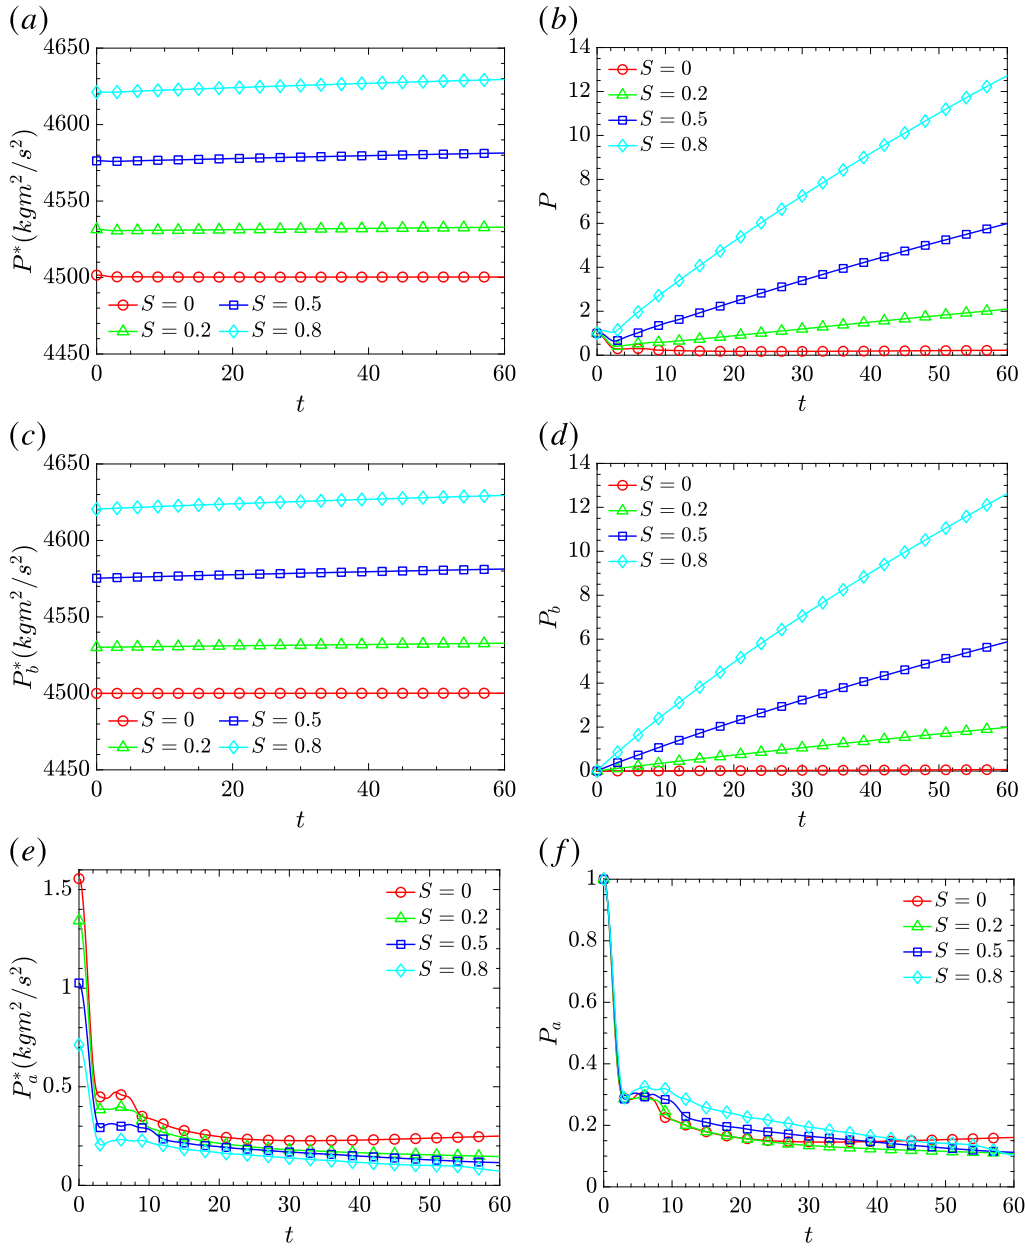 (a)
4650
4600
4550
4500
4450
P*(kgm²/s²)
S = 0
S = 0.5
S = 0.2
S = 0.8
0 20 40 60
t
(b)
14
12
10
8
6
4
2
0
P
S = 0
S = 0.2
S = 0.5
S = 0.8
0 10 20 30 40 50 60
t
(c)
4650
4600
4550
4500
4450
P_b*(kgm²/s²)
S = 0
S = 0.5
S = 0.2
S = 0.8
0 20 40 60
t
(d)
14
12
10
8
6
4
2
0
P_b
S = 0
S = 0.2
S = 0.5
S = 0.8
0 10 20 30 40 50 60
t
(e)
1.5
1
0.5
0
P_a*(kgm²/s²)
S = 0
S = 0.2
S = 0.5
S = 0.8
0 10 20 30 40 50 60
t
(f)
1
0.8
0.6
0.4
0.2
0
P_a
S = 0
S = 0.2
S = 0.5
S = 0.8
0 10 20 30 40 50 60
t